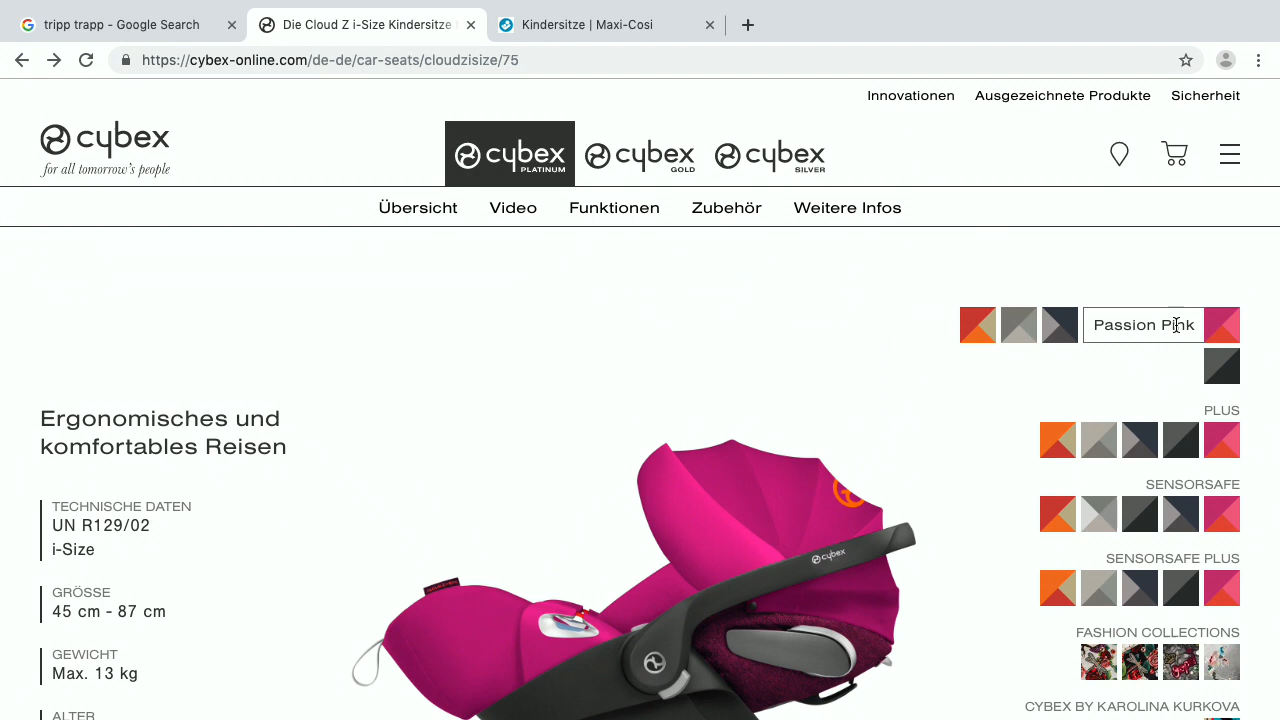 tripp trapp - Google Search
Die Cloud Z i-Size Kindersitze
Kindersitze | Maxi-Cosi
https://cybex-online.com/de-de/car-seats/cloudzisize/75
Innovationen Ausgezeichnete Produkte Sicherheit
cybex
for all tomorrow's people
cybex PLATINUM
cybex GOLD
cybex SILVER
Übersicht Video Funktionen Zubehör Weitere Infos
Passion Pink
Ergonomisches und
komfortables Reisen
TECHNISCHE DATEN
UN R129/02
i-Size
GRÖSSE
45 cm - 87 cm
GEWICHT
Max. 13 kg
ALTER
cybex
PLUS
SENSORSAFE
SENSORSAFE PLUS
FASHION COLLECTIONS
CYBEX BY KAROLINA KURKOVA